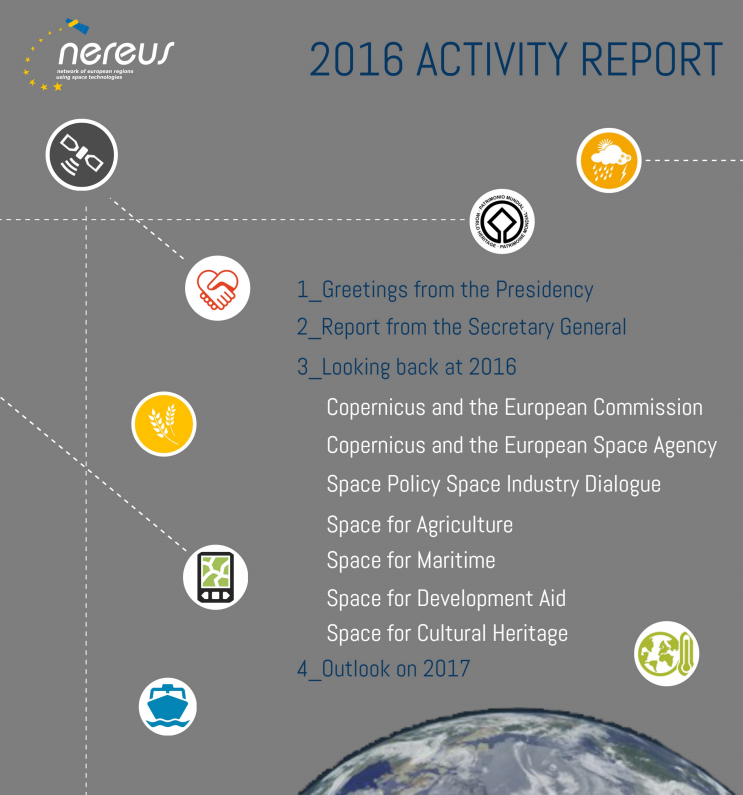 nereus
network of european regions
using space technologies
2016 ACTIVITY REPORT
PATRIMONIO MUNDIAL · WORLD HERITAGE · PATRIMOINE MONDIAL ·
1_Greetings from the Presidency
2_Report from the Secretary General
3_Looking back at 2016
Copernicus and the European Commission
Copernicus and the European Space Agency
Space Policy Space Industry Dialogue
Space for Agriculture
Space for Maritime
Space for Development Aid
Space for Cultural Heritage
4_Outlook on 2017